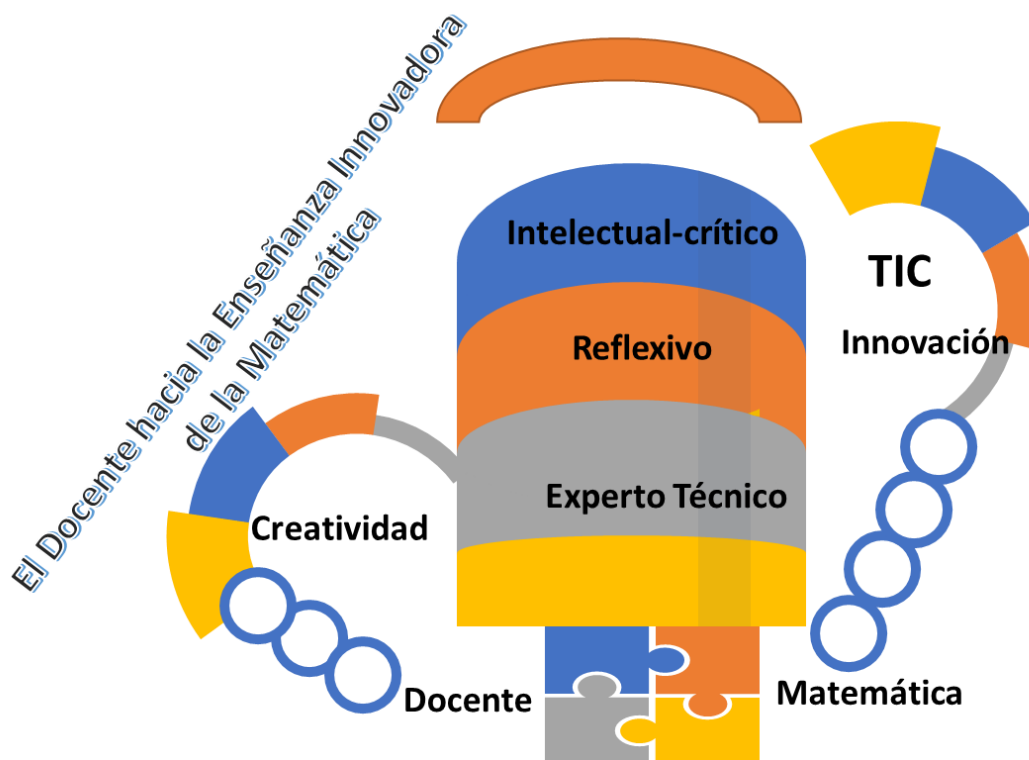 El Docente hacia la Enseñanza Innovadora
de la Matemática
Intelectual-crítico
Reflexivo
Experto Técnico
TIC
Innovación
Creatividad
Docente
Matemática